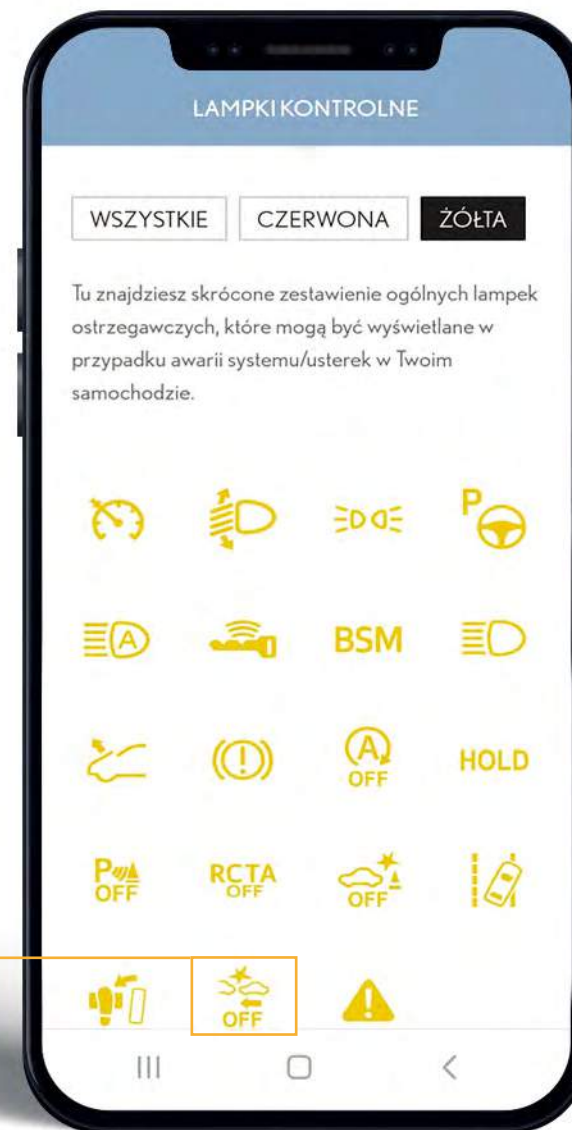 LAMPKI KONTROLNE
WSZYSTKIE
CZERWONA
ŻÓŁTA
Tu znajdziesz skrócone zestawienie ogólnych lampek
ostrzegawczych, które mogą być wyświetlane w
przypadku awarii systemu/usterek w Twoim
samochodzie.
P
A
BSM
A
OFF
HOLD
P
OFF
RCTA
OFF
OFF
OFF